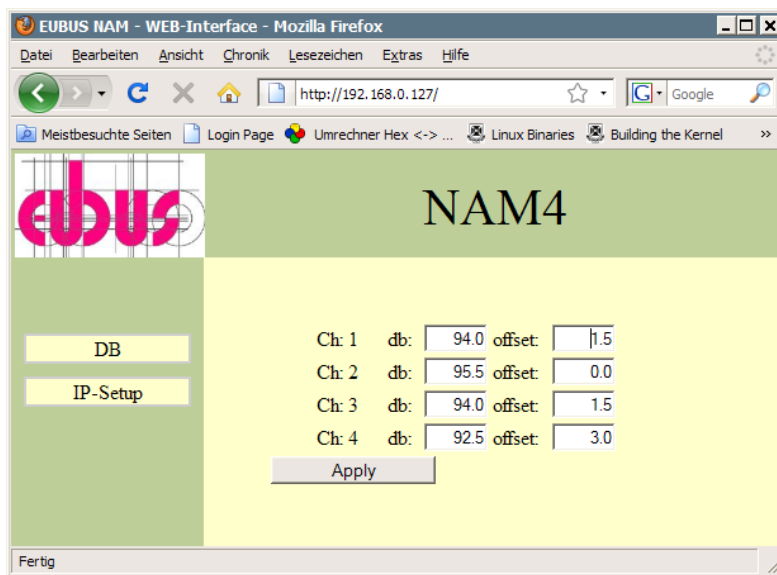 EUBUS NAM - WEB-Interface - Mozilla Firefox
Datei Bearbeiten Ansicht Chronik Lesezeichen Extras Hilfe
http://192.168.0.127/ Google
Meistbesuchte Seiten Login Page Umrechner Hex <-> ... Linux Binaries Building the Kernel »
eubus NAM4
Ch: 1 db: 94.0 offset: 1.5
DB
Ch: 2 db: 95.5 offset: 0.0
IP-Setup
Ch: 3 db: 94.0 offset: 1.5
Ch: 4 db: 92.5 offset: 3.0
Apply
Fertig